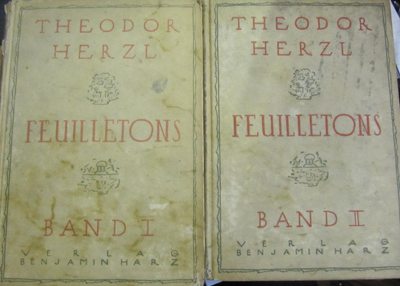 THEODOR
HERZL
FEUILLETONS
BAND I
VERLAG
BENJAMIN HARZ
THEODOR
HERZL
FEUILLETONS
BAND II
VERLAG
BENJAMIN HARZ